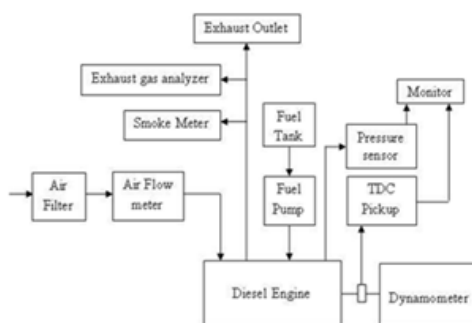 Exhaust Outlet
Exhaust gas analyzer
Monitor
Smoke Meter
Fuel
Tank
Pressure
sensor
Air
Filter
Air Flow
meter
Fuel
Pump
TDC
Pickup
Diesel Engine
Dynamometer